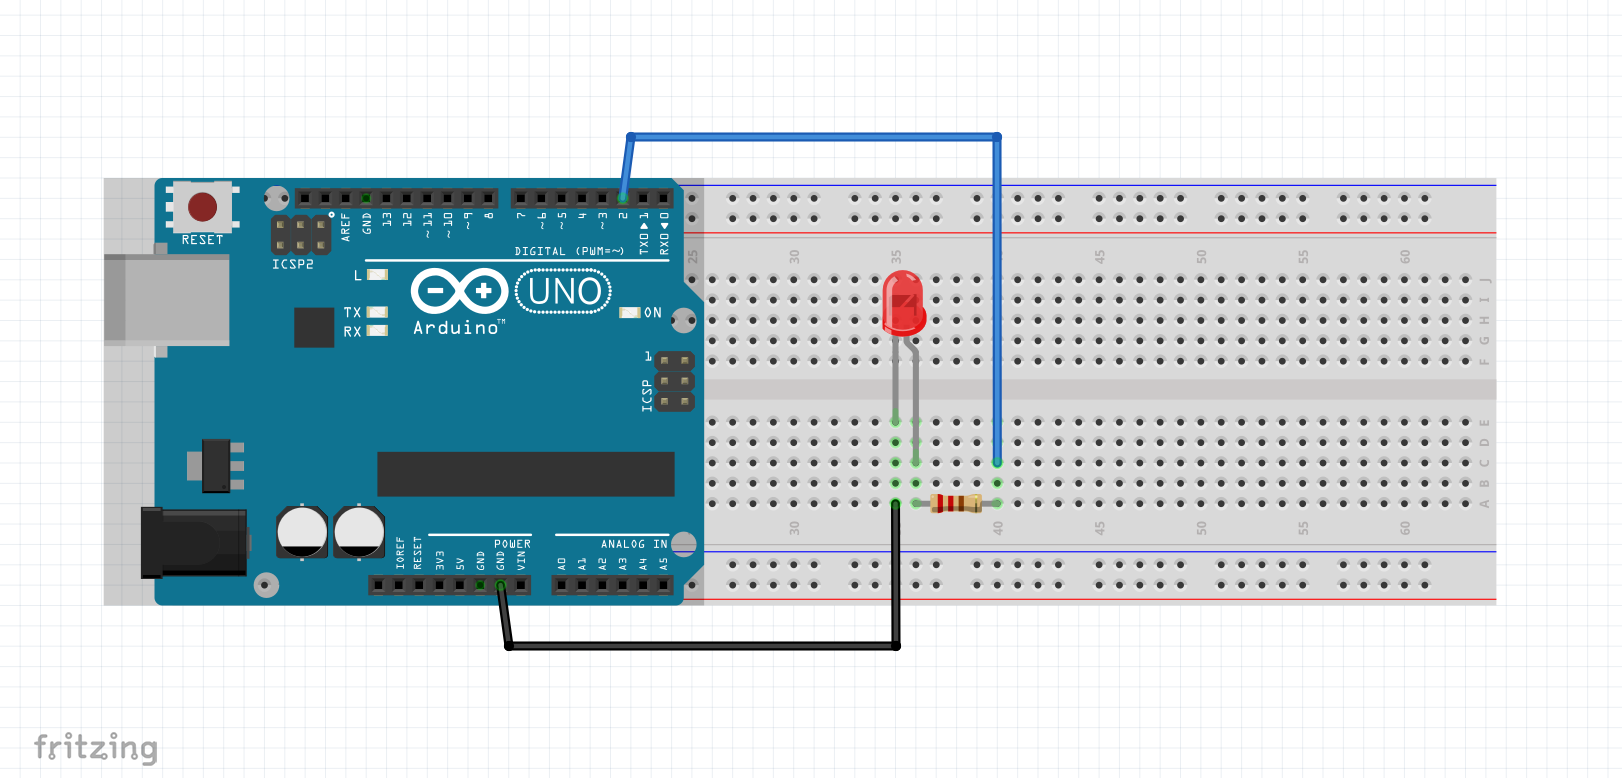 RESET
ICSP2
AREF
GND
13
12
~11
~10
~9
8
7
~6
~5
4
~3
2
TX0▶1
RX0◀0
DIGITAL (PWM=~)
L
TX
RX
UNO
Arduino™
ON
1
ICSP
IOREF
RESET
3V3
5V
GND
GND
VIN
POWER
ANALOG IN
A0
A1
A2
A3
A4
A5
25
30
35
45
50
55
60
J
I
H
G
F
E
D
C
B
A
30
40
45
50
55
60
fritzing